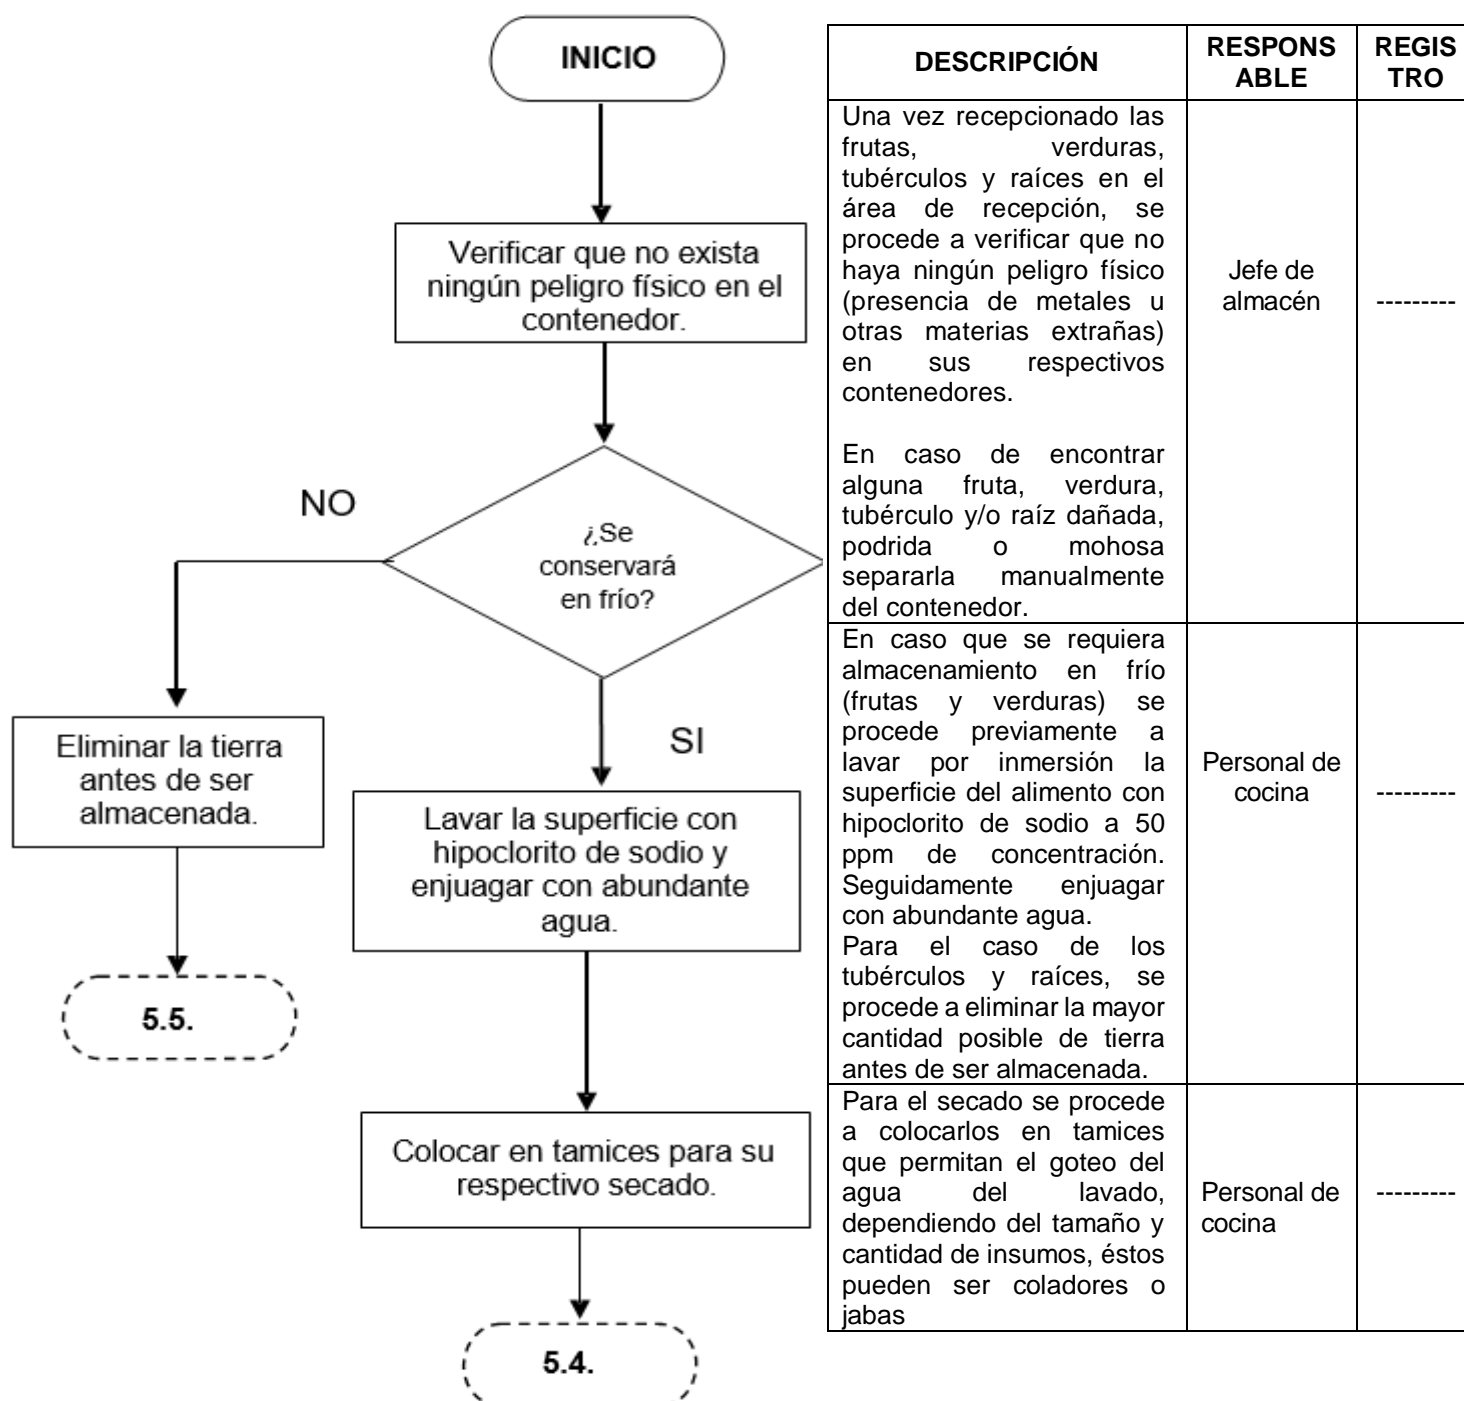 INICIO
Verificar que no exista
ningún peligro físico en el
contenedor.
NO
¿Se
conservará
en frío?
SI
Eliminar la tierra
antes de ser
almacenada.
Lavar la superficie con
hipoclorito de sodio y
enjuagar con abundante
agua.
5.5.
Colocar en tamices para su
respectivo secado.
5.4.
DESCRIPCIÓN
RESPONS
ABLE
REGIS
TRO
Una vez recepcionado las
frutas, verduras,
tubérculos y raíces en el
área de recepción, se
procede a verificar que no
haya ningún peligro físico
(presencia de metales u
otras materias extrañas)
en sus respectivos
contenedores.
En caso de encontrar
alguna fruta, verdura,
tubérculo y/o raíz dañada,
podrida o mohosa
separarla manualmente
del contenedor.
Jefe de
almacén
---------
En caso que se requiera
almacenamiento en frío
(frutas y verduras) se
procede previamente a
lavar por inmersión la
superficie del alimento con
hipoclorito de sodio a 50
ppm de concentración.
Seguidamente enjuagar
con abundante agua.
Para el caso de los
tubérculos y raíces, se
procede a eliminar la mayor
cantidad posible de tierra
antes de ser almacenada.
Personal de
cocina
---------
Para el secado se procede
a colocarlos en tamices
que permitan el goteo del
agua del lavado,
dependiendo del tamaño y
cantidad de insumos, éstos
pueden ser coladores o
jabas
Personal de
cocina
---------